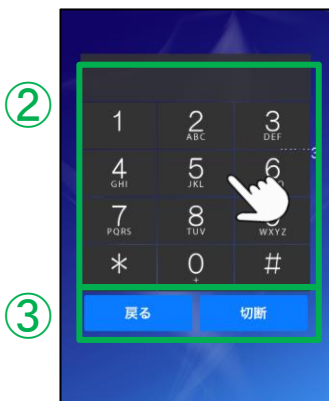 ②
1 2 3
ABC DEF
4 5 6
GHI JKL
7 8 9
PQRS TUV WXYZ
* 0 #
+
③
戻る 切断